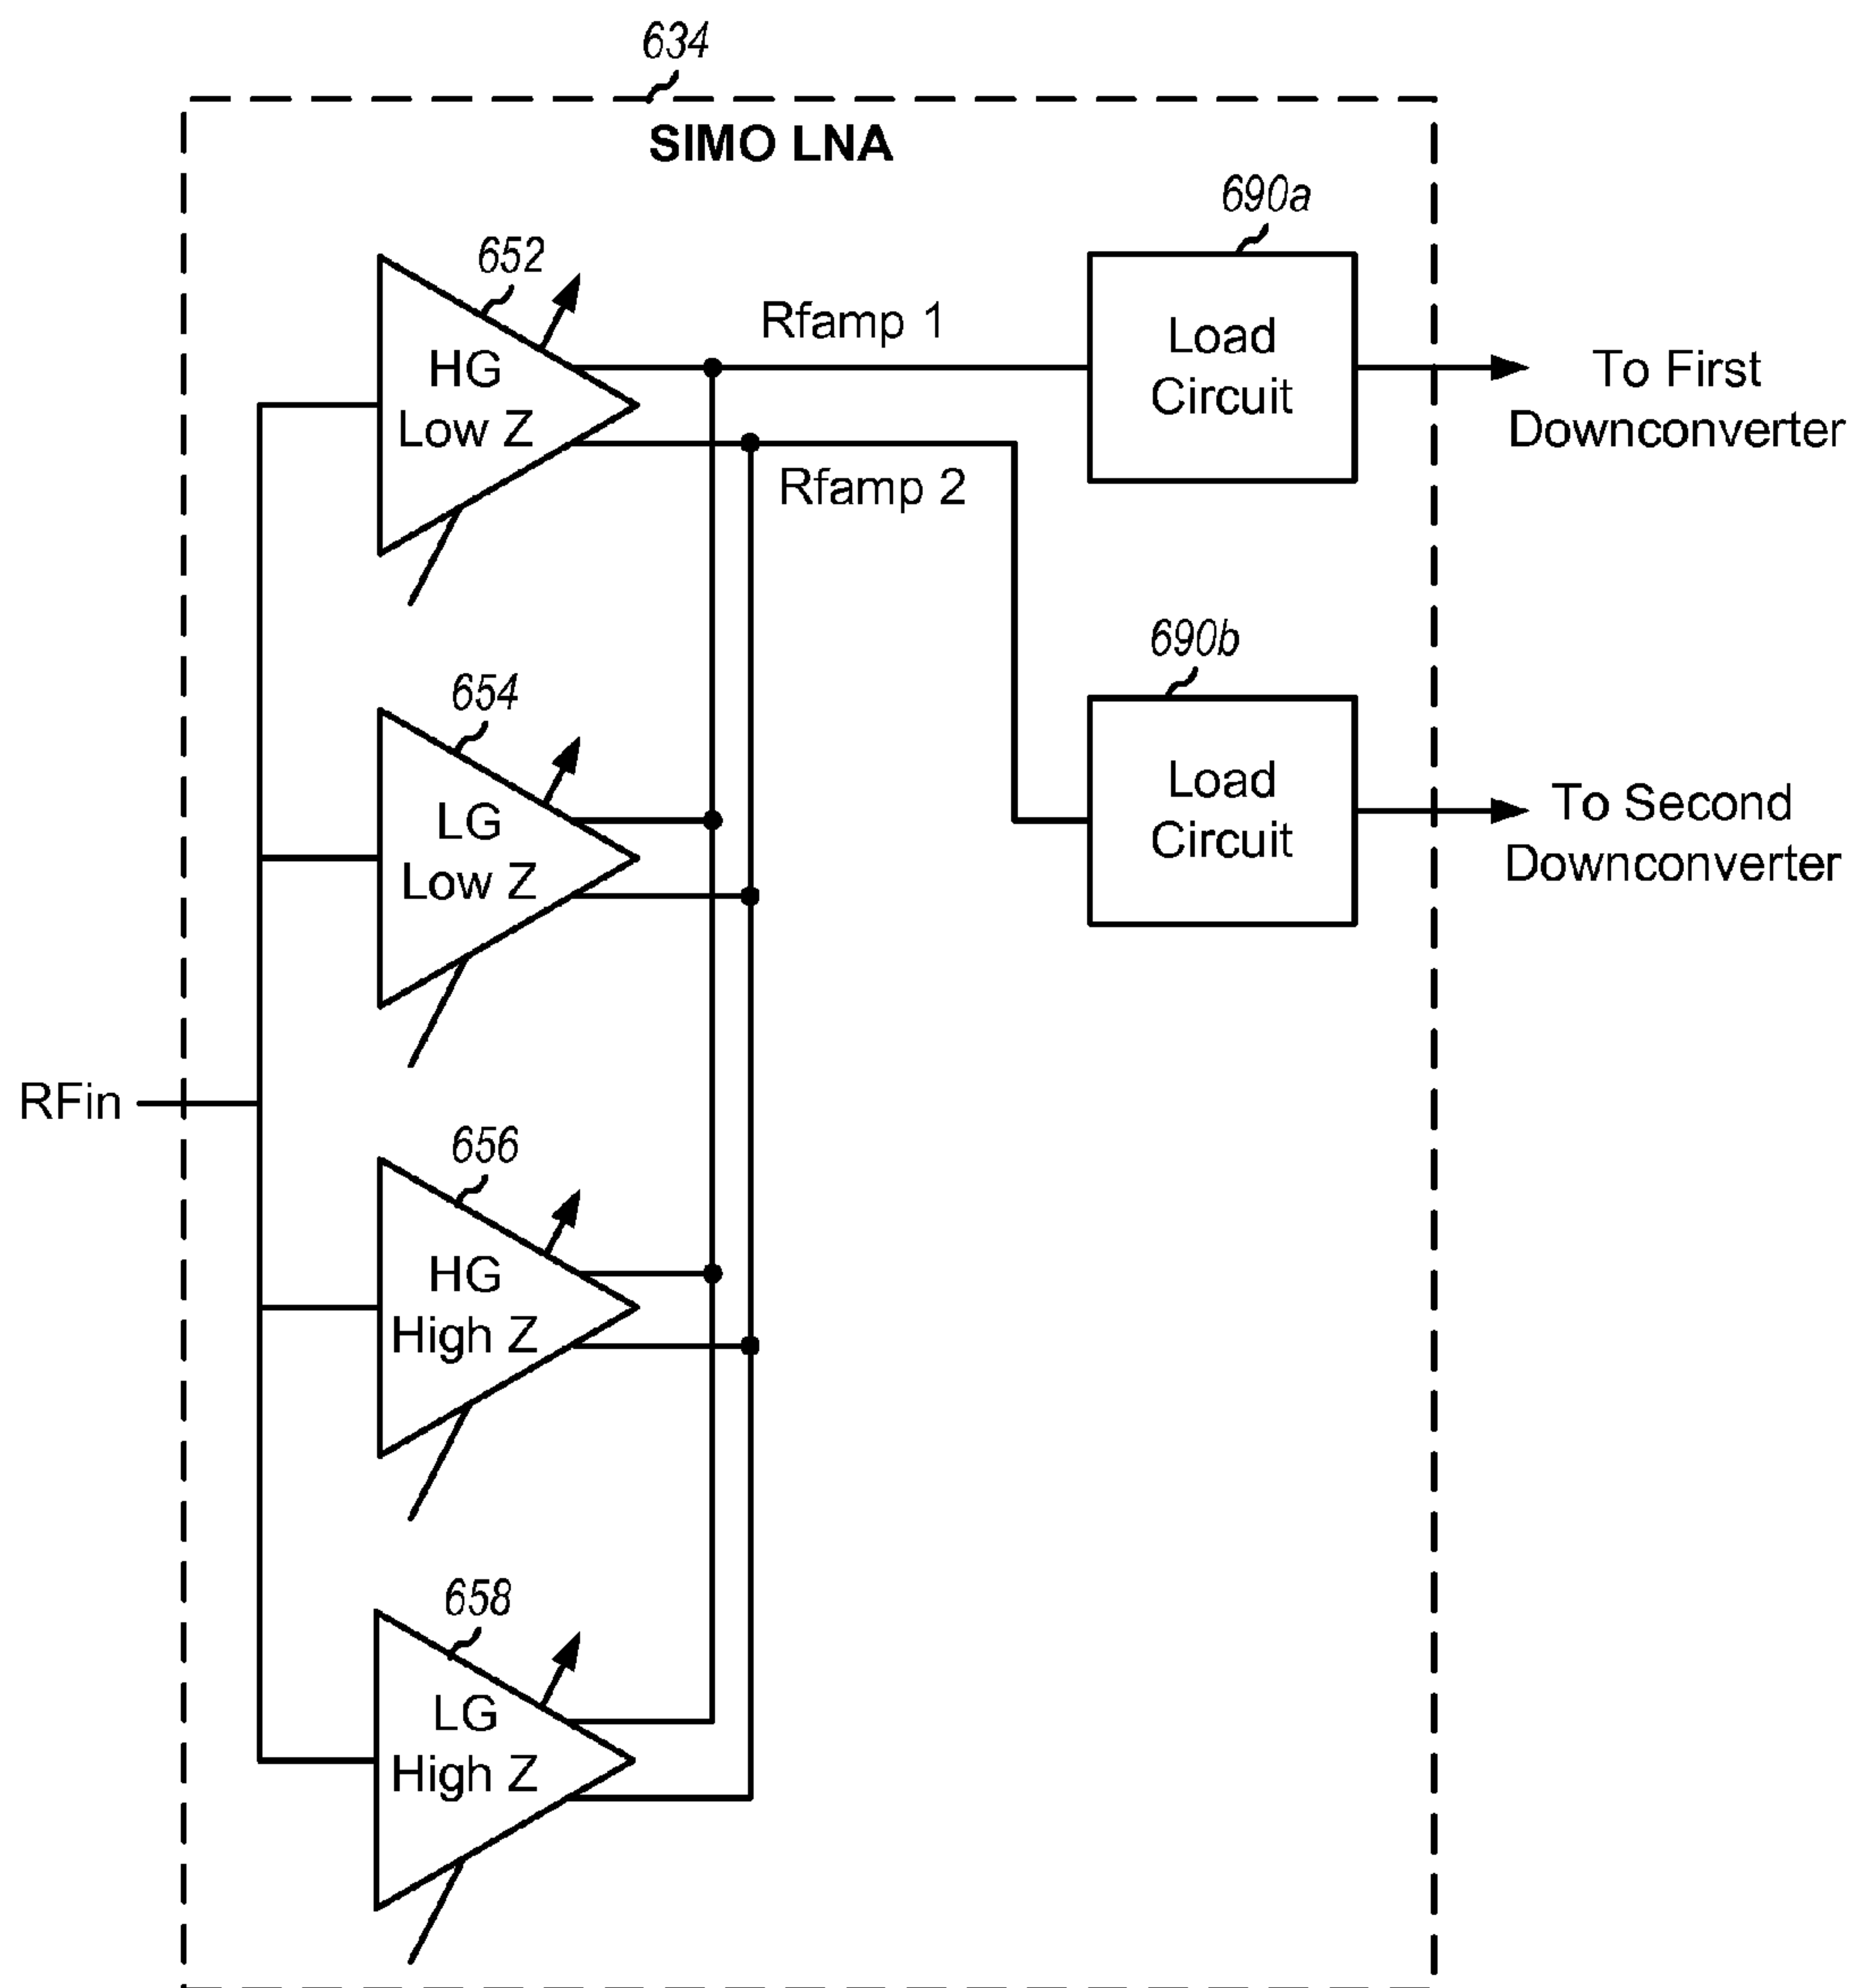 634
SIMO LNA
690a
652
Rfamp 1
HG
Low Z
Load
Circuit
To First
Downconverter
Rfamp 2
690b
654
LG
Low Z
Load
Circuit
To Second
Downconverter
RFin
656
HG
High Z
658
LG
High Z